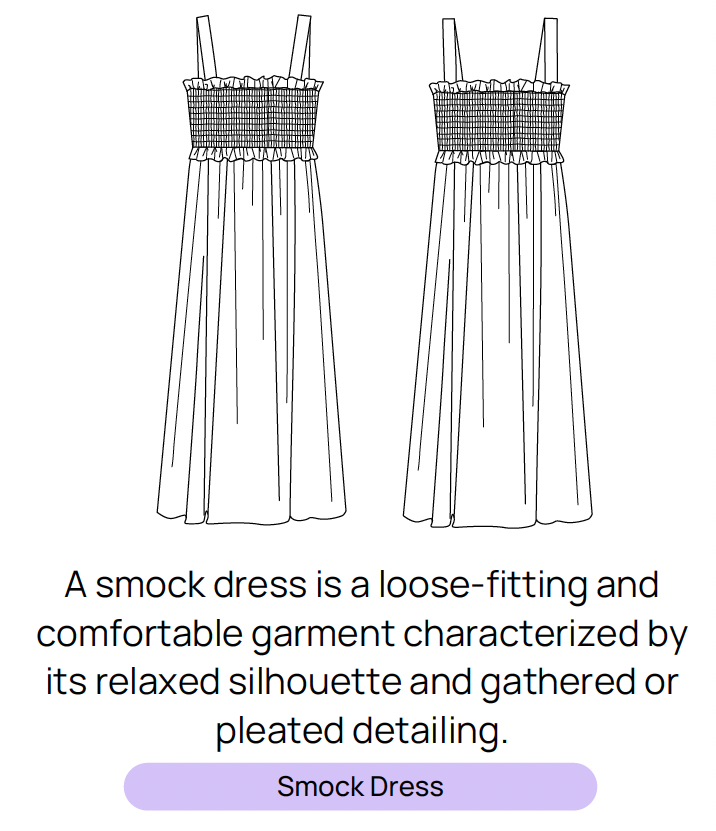 A smock dress is a loose-fitting and
comfortable garment characterized by
its relaxed silhouette and gathered or
pleated detailing.
Smock Dress